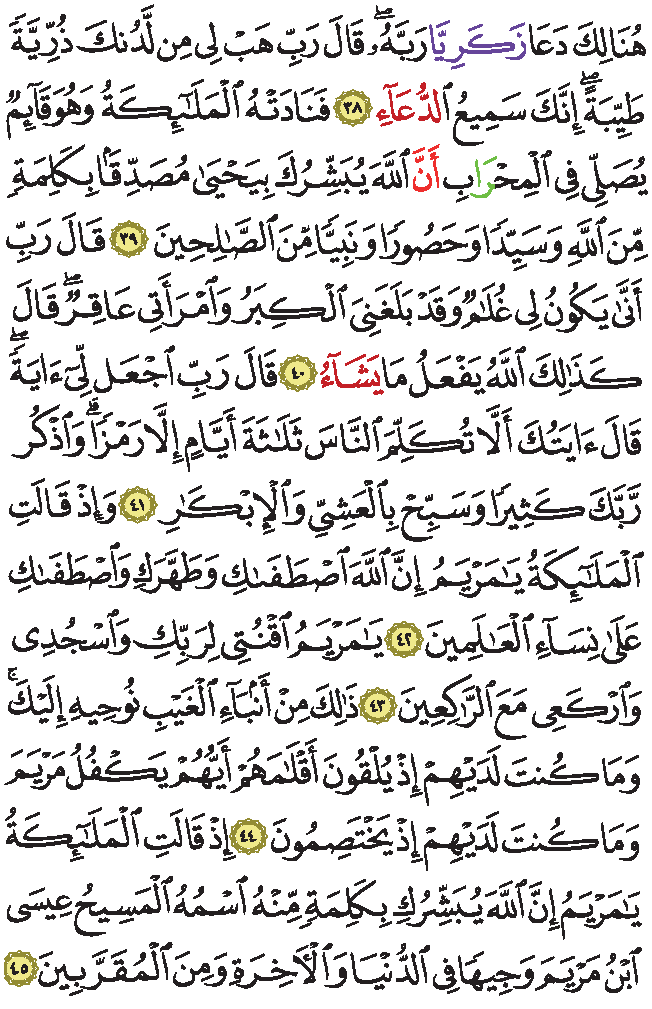 هُنَالِكَ دَعَا زَكَرِيَّا رَبَّهُۥۖ قَالَ رَبِّ هَبْ لِى مِن لَّدُنكَ ذُرِّيَّةً
طَيِّبَةًۖ إِنَّكَ سَمِيعُ ٱلدُّعَآءِ ٣٨ فَنَادَتْهُ ٱلْمَلَٰٓئِكَةُ وَهُوَ قَآئِمٌ
يُصَلِّى فِى ٱلْمِحْرَابِ أَنَّ ٱللَّهَ يُبَشِّرُكَ بِيَحْيَىٰ مُصَدِّقًۢا بِكَلِمَةٍ
مِّنَ ٱللَّهِ وَسَيِّدًا وَحَصُورًا وَنَبِيًّا مِّنَ ٱلصَّٰلِحِينَ ٣٩ قَالَ رَبِّ
أَنَّىٰ يَكُونُ لِى غُلَٰمٌ وَقَدْ بَلَغَنِىَ ٱلْكِبَرُ وَٱمْرَأَتِى عَاقِرٌۖ قَالَ
كَذَٰلِكَ ٱللَّهُ يَفْعَلُ مَا يَشَآءُ ٤٠ قَالَ رَبِّ ٱجْعَل لِّىٓ ءَايَةًۖ
قَالَ ءَايَتُكَ أَلَّا تُكَلِّمَ ٱلنَّاسَ ثَلَٰثَةَ أَيَّامٍ إِلَّا رَمْزًاۗ وَٱذْكُر
رَّبَّكَ كَثِيرًا وَسَبِّحْ بِٱلْعَشِىِّ وَٱلْإِبْكَٰرِ ٤١ وَإِذْ قَالَتِ
ٱلْمَلَٰٓئِكَةُ يَٰمَرْيَمُ إِنَّ ٱللَّهَ ٱصْطَفَىٰكِ وَطَهَّرَكِ وَٱصْطَفَىٰكِ
عَلَىٰ نِسَآءِ ٱلْعَٰلَمِينَ ٤٢ يَٰمَرْيَمُ ٱقْنُتِى لِرَبِّكِ وَٱسْجُدِى
وَٱرْكَعِى مَعَ ٱلرَّٰكِعِينَ ٤٣ ذَٰلِكَ مِنْ أَنۢبَآءِ ٱلْغَيْبِ نُوحِيهِ إِلَيْكَۚ
وَمَا كُنتَ لَدَيْهِمْ إِذْ يُلْقُونَ أَقْلَٰمَهُمْ أَيُّهُمْ يَكْفُلُ مَرْيَمَ
وَمَا كُنتَ لَدَيْهِمْ إِذْ يَخْتَصِمُونَ ٤٤ إِذْ قَالَتِ ٱلْمَلَٰٓئِكَةُ
يَٰمَرْيَمُ إِنَّ ٱللَّهَ يُبَشِّرُكِ بِكَلِمَةٍ مِّنْهُ ٱسْمُهُ ٱلْمَسِيحُ عِيسَى
ٱبْنُ مَرْيَمَ وَجِيهًا فِى ٱلدُّنْيَا وَٱلْءَاخِرَةِ وَمِنَ ٱلْمُقَرَّبِينَ ٤٥